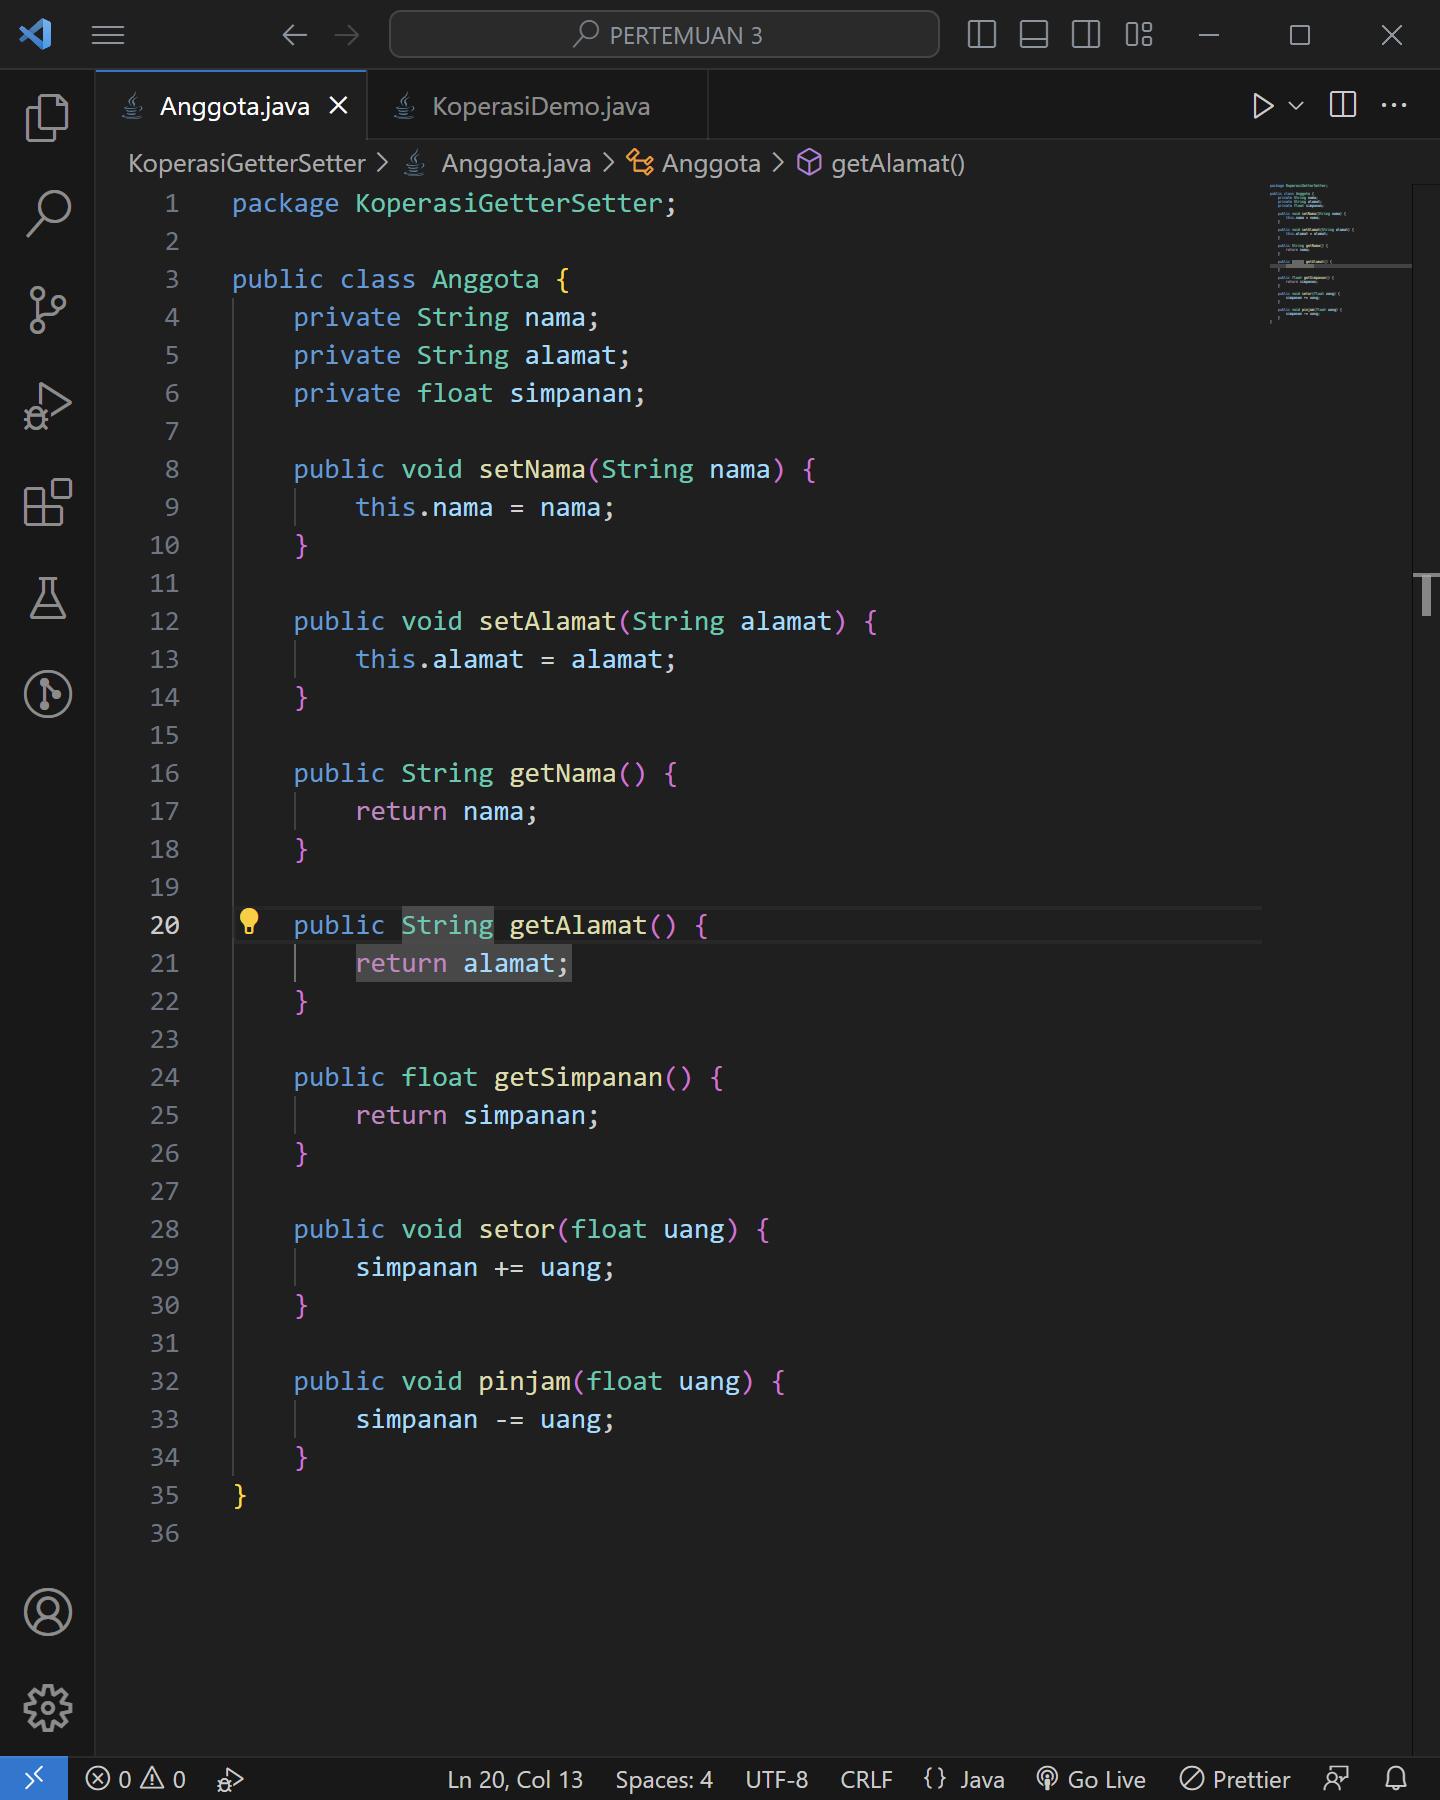 PERTEMUAN 3
Anggota.java
KoperasiDemo.java
KoperasiGetterSetter > Anggota.java > Anggota > getAlamat()
1 package KoperasiGetterSetter;
2
3 public class Anggota {
4 private String nama;
5 private String alamat;
6 private float simpanan;
7
8 public void setNama(String nama) {
9 this.nama = nama;
10 }
11
12 public void setAlamat(String alamat) {
13 this.alamat = alamat;
14 }
15
16 public String getNama() {
17 return nama;
18 }
19
20 public String getAlamat() {
21 return alamat;
22 }
23
24 public float getSimpanan() {
25 return simpanan;
26 }
27
28 public void setor(float uang) {
29 simpanan += uang;
30 }
31
32 public void pinjam(float uang) {
33 simpanan -= uang;
34 }
35 }
36
0 0 Ln 20, Col 13 Spaces: 4 UTF-8 CRLF {} Java Go Live Prettier